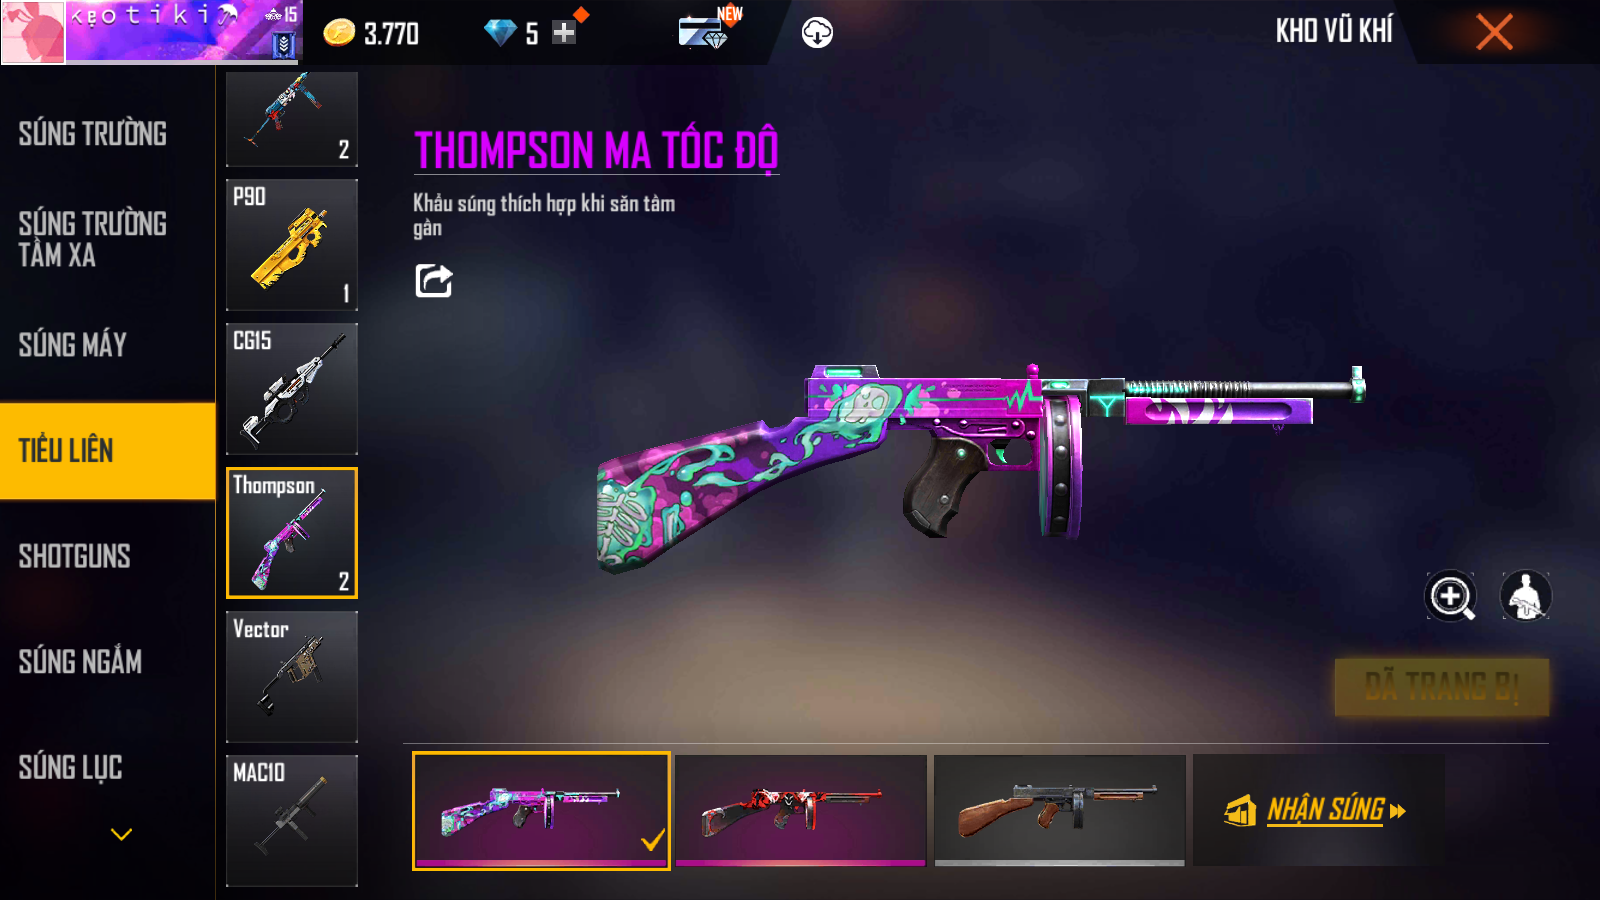 kẹotiki
15
3.770
5
NEW
KHO VŨ KHÍ
SÚNG TRƯỜNG
SÚNG TRƯỜNG
TẦM XA
SÚNG MÁY
TIỂU LIÊN
SHOTGUNS
SÚNG NGẮM
SÚNG LỤC
2
P90
1
CG15
Thompson
2
Vector
MAC10
THOMPSON MA TỐC ĐỘ
Khẩu súng thích hợp khi săn tầm
gần
ĐÃ TRANG BỊ
NHẬN SÚNG